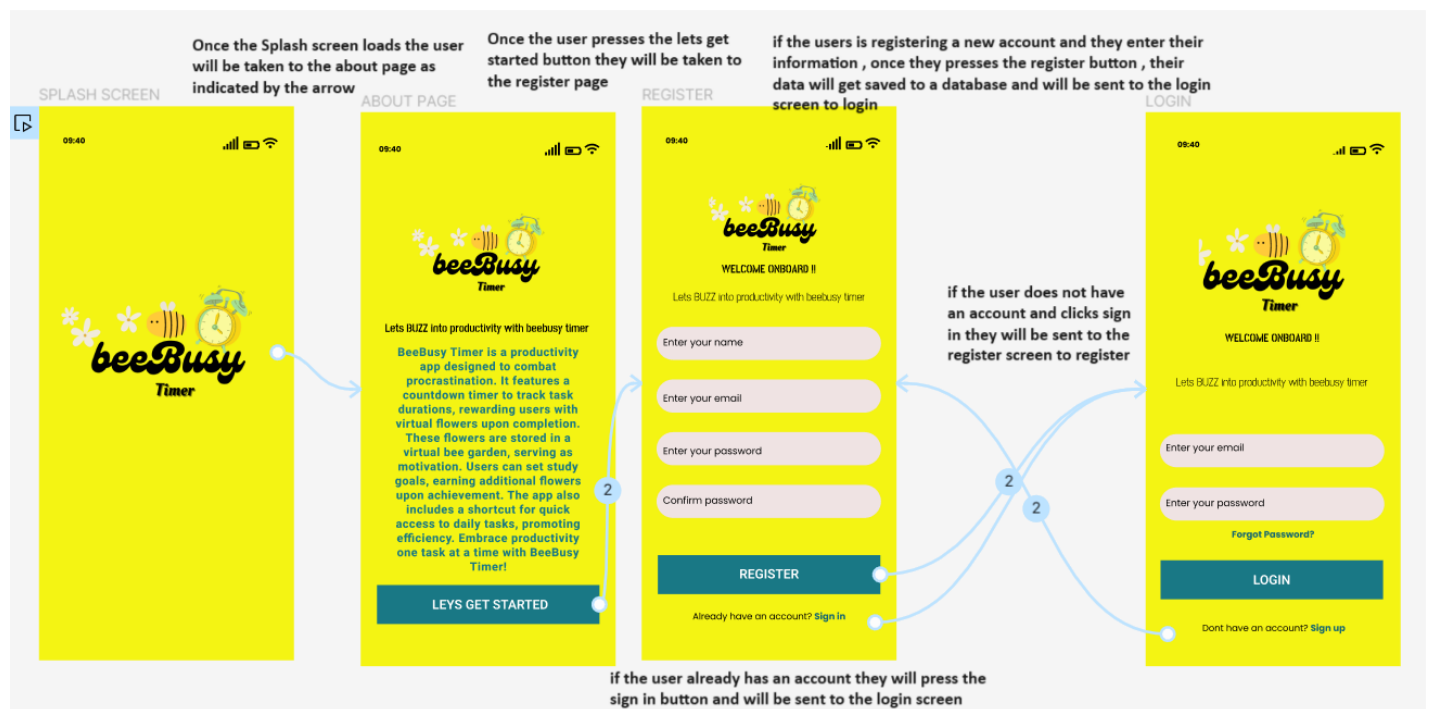 Once the Splash screen loads the user
will be taken to the about page as
indicated by the arrow
Once the user presses the lets get
started button they will be taken to
the register page
if the users is registering a new account and they enter their
information , once they presses the register button , their
data will get saved to a database and will be sent to the login
screen to login
SPLASH SCREEN
09:40
beeBusy
Timer
ABOUT PAGE
09:40
beeBusy
Timer
Lets BUZZ into productivity with beebusy timer
BeeBusy Timer is a productivity
app designed to combat
procrastination. It features a
countdown timer to track task
durations, rewarding users with
virtual flowers upon completion.
These flowers are stored in a
virtual bee garden, serving as
motivation. Users can set study
goals, earning additional flowers
upon achievement. The app also
includes a shortcut for quick
access to daily tasks, promoting
efficiency. Embrace productivity
one task at a time with BeeBusy
Timer!
LEYS GET STARTED
2
REGISTER
09:40
beeBusy
Timer
WELCOME ONBOARD !!
Lets BUZZ into productivity with beebusy timer
Enter your name
Enter your email
Enter your password
Confirm password
REGISTER
Already have an account? Sign in
if the user already has an account they will press the
sign in button and will be sent to the login screen
if the user does not have
an account and clicks sign
in they will be sent to the
register screen to register
2
2
LOGIN
09:40
beeBusy
Timer
WELCOME ONBOARD !!
Lets BUZZ into productivity with beebusy timer
Enter your email
Enter your password
Forgot Password?
LOGIN
Dont have an account? Sign up